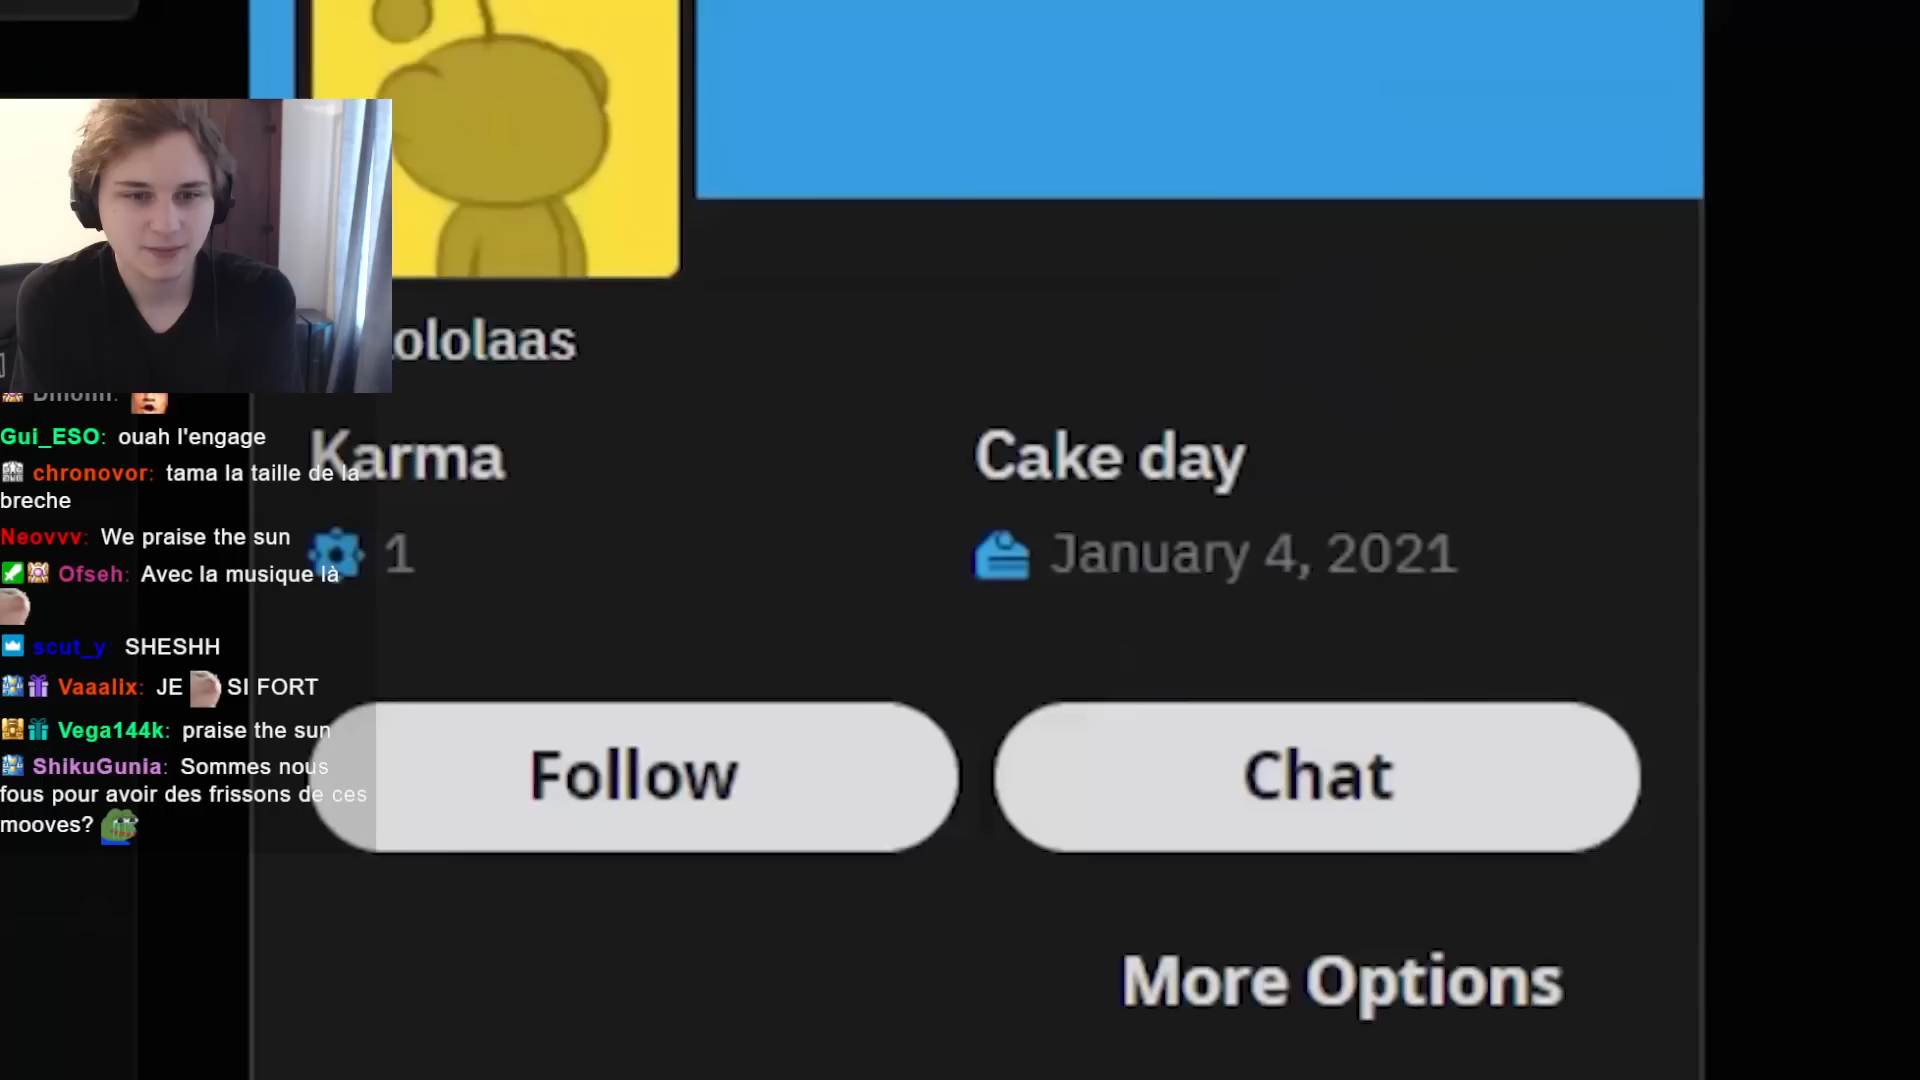 ololaas
Karma
Cake day
1
January 4, 2021
Follow
Chat
More Options
Gui_ESO: ouah l'engage
chronovor: tama la taille de la
breche
Neovvv: We praise the sun
Ofseh: Avec la musique là
scut_y: SHESHH
Vaaalix: JE SI FORT
Vega144k: praise the sun
ShikuGunia: Sommes nous
fous pour avoir des frissons de ces
mooves?